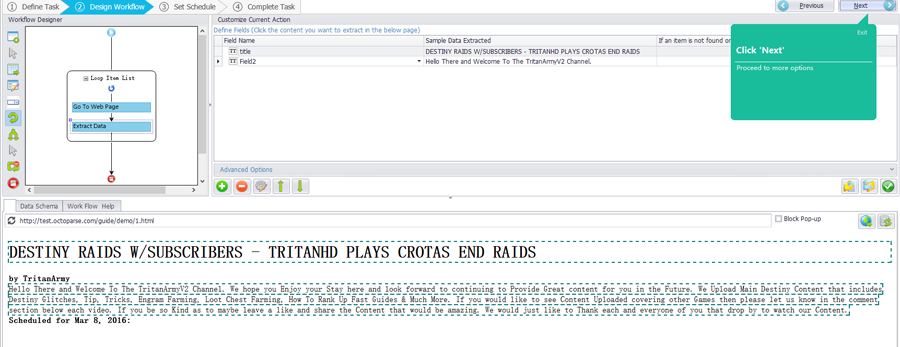 1 Define Task 2 Design Workflow 3 Set Schedule 4 Complete Task Previous Next
Workflow Designer
Loop Item List
Go To Web Page
Extract Data
Customize Current Action
Define Fields (Click the content you want to extract in the below page)
Field Name Sample Data Extracted If an item is not found or
TT title DESTINY RAIDS W/SUBSCRIBERS - TRITANHD PLAYS CROTAS END RAIDS
TT Field2 Hello There and Welcome To The TritanArmyV2 Channel.
Advanced Options
Exit
Click 'Next'
Proceed to more options
Data Schema Work Flow Help
http://test.octoparse.com/guide/demo/1.html Block Pop-up
DESTINY RAIDS W/SUBSCRIBERS - TRITANHD PLAYS CROTAS END RAIDS
by TritanArmy
Hello There and Welcome To The TritanArmyV2 Channel. We hope you Enjoy your Stay here and look forward to continuing to Provide Great content for you in the Future. We Upload Main Destiny Content that includes
Destiny Glitches, Tip, Tricks, Engram Farming, Loot Chest Farming, How To Rank Up Fast Guides & Much More. If you would like to see Content Uploaded covering other Games then please let us know in the comment
section below each video. If you be so Kind as to maybe leave a like and share the Content that would be amazing. We would just like to Thank each and everyone of you that drop by to watch our Content.
Scheduled for Mar 8, 2016: